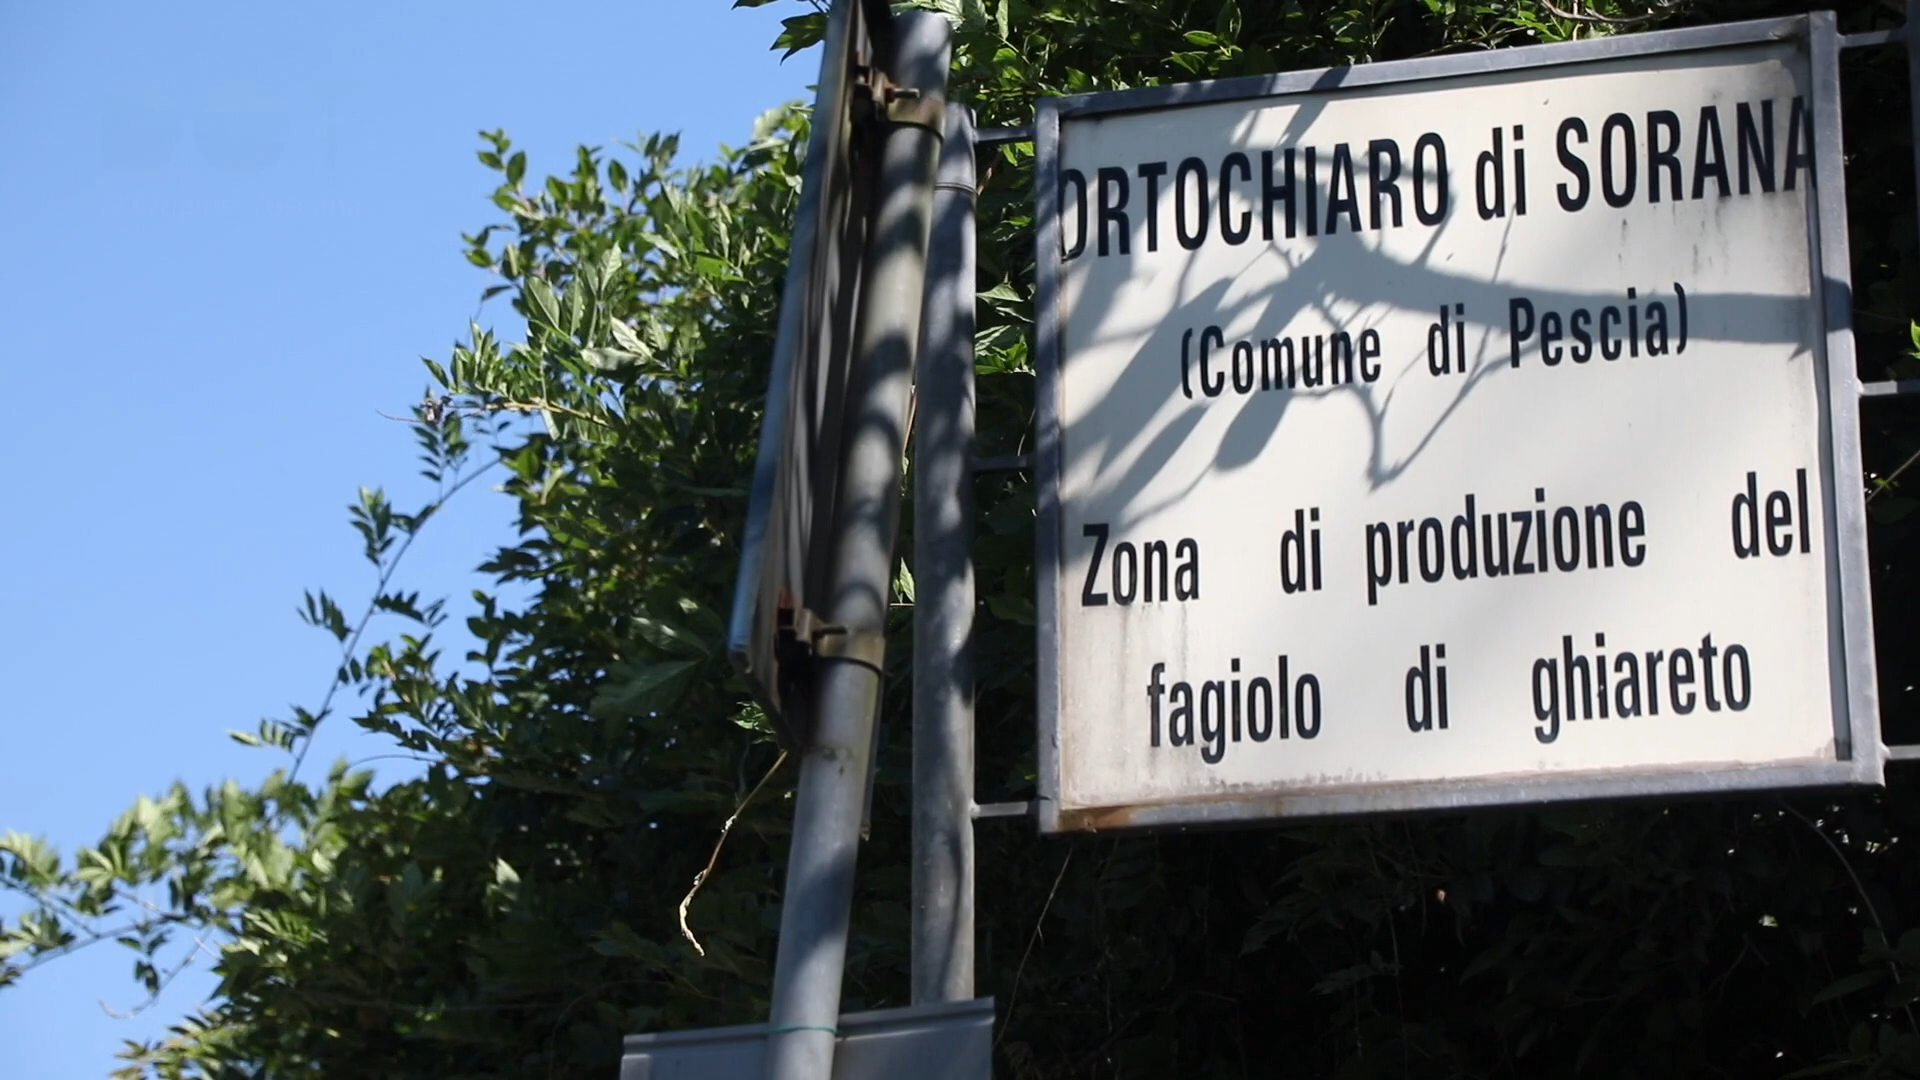 ORTOCHIARO di SORANA
(Comune di Pescia)
Zona di produzione del
fagiolo di ghiareto